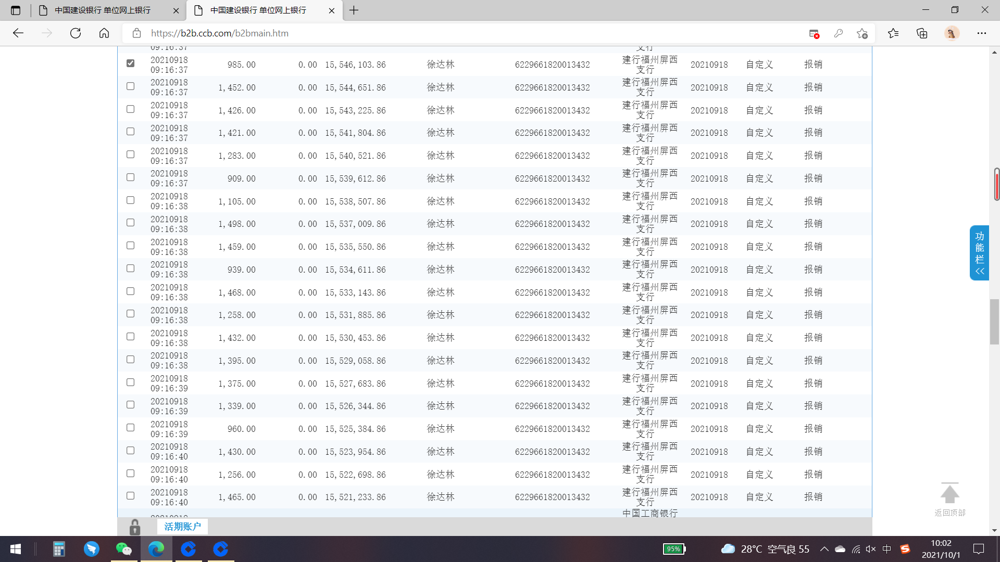 中国建设银行 单位网上银行
中国建设银行 单位网上银行
https://b2b.ccb.com/b2bmain.htm
09:16:37 支行
20210918 09:16:37 985.00 0.00 15,546,103.86 徐达林 6229661820013432 建行福州屏西支行 20210918 自定义 报销
20210918 09:16:37 1,452.00 0.00 15,544,651.86 徐达林 6229661820013432 建行福州屏西支行 20210918 自定义 报销
20210918 09:16:37 1,426.00 0.00 15,543,225.86 徐达林 6229661820013432 建行福州屏西支行 20210918 自定义 报销
20210918 09:16:37 1,421.00 0.00 15,541,804.86 徐达林 6229661820013432 建行福州屏西支行 20210918 自定义 报销
20210918 09:16:37 1,283.00 0.00 15,540,521.86 徐达林 6229661820013432 建行福州屏西支行 20210918 自定义 报销
20210918 09:16:37 909.00 0.00 15,539,612.86 徐达林 6229661820013432 建行福州屏西支行 20210918 自定义 报销
20210918 09:16:38 1,105.00 0.00 15,538,507.86 徐达林 6229661820013432 建行福州屏西支行 20210918 自定义 报销
20210918 09:16:38 1,498.00 0.00 15,537,009.86 徐达林 6229661820013432 建行福州屏西支行 20210918 自定义 报销
20210918 09:16:38 1,459.00 0.00 15,535,550.86 徐达林 6229661820013432 建行福州屏西支行 20210918 自定义 报销
20210918 09:16:38 939.00 0.00 15,534,611.86 徐达林 6229661820013432 建行福州屏西支行 20210918 自定义 报销
20210918 09:16:38 1,468.00 0.00 15,533,143.86 徐达林 6229661820013432 建行福州屏西支行 20210918 自定义 报销
20210918 09:16:38 1,258.00 0.00 15,531,885.86 徐达林 6229661820013432 建行福州屏西支行 20210918 自定义 报销
20210918 09:16:38 1,432.00 0.00 15,530,453.86 徐达林 6229661820013432 建行福州屏西支行 20210918 自定义 报销
20210918 09:16:38 1,395.00 0.00 15,529,058.86 徐达林 6229661820013432 建行福州屏西支行 20210918 自定义 报销
20210918 09:16:39 1,375.00 0.00 15,527,683.86 徐达林 6229661820013432 建行福州屏西支行 20210918 自定义 报销
20210918 09:16:39 1,339.00 0.00 15,526,344.86 徐达林 6229661820013432 建行福州屏西支行 20210918 自定义 报销
20210918 09:16:39 960.00 0.00 15,525,384.86 徐达林 6229661820013432 建行福州屏西支行 20210918 自定义 报销
20210918 09:16:40 1,430.00 0.00 15,523,954.86 徐达林 6229661820013432 建行福州屏西支行 20210918 自定义 报销
20210918 09:16:40 1,256.00 0.00 15,522,698.86 徐达林 6229661820013432 建行福州屏西支行 20210918 自定义 报销
20210918 09:16:40 1,465.00 0.00 15,521,233.86 徐达林 6229661820013432 建行福州屏西支行 20210918 自定义 报销
中国工商银行
功能栏
返回顶部
活期账户
95%
28°C 空气良 55
中
10:02
2021/10/1